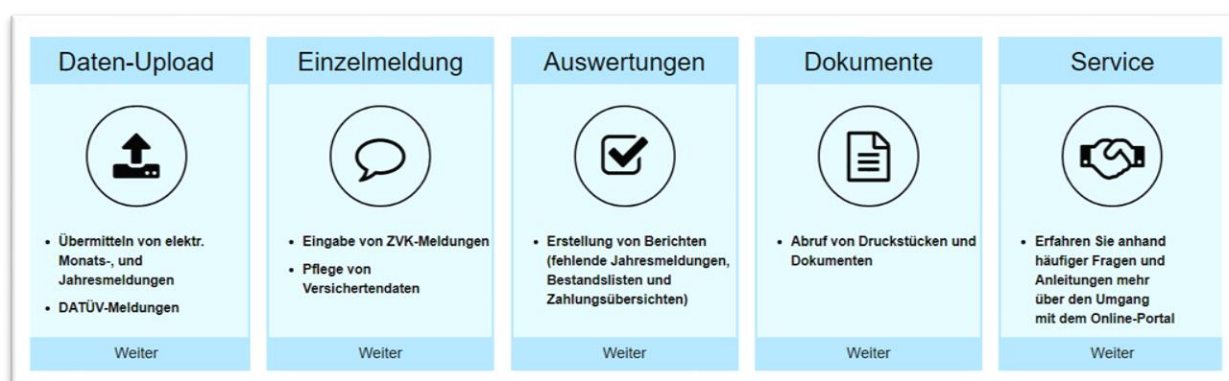 Daten-Upload
Übermitteln von elektr.
Monats-, und
Jahresmeldungen
DATÜV-Meldungen
Weiter
Einzelmeldung
Eingabe von ZVK-Meldungen
Pflege von
Versichertendaten
Weiter
Auswertungen
Erstellung von Berichten
(fehlende Jahresmeldungen,
Bestandslisten und
Zahlungsübersichten)
Weiter
Dokumente
Abruf von Druckstücken und
Dokumenten
Weiter
Service
Erfahren Sie anhand
häufiger Fragen und
Anleitungen mehr
über den Umgang
mit dem Online-Portal
Weiter